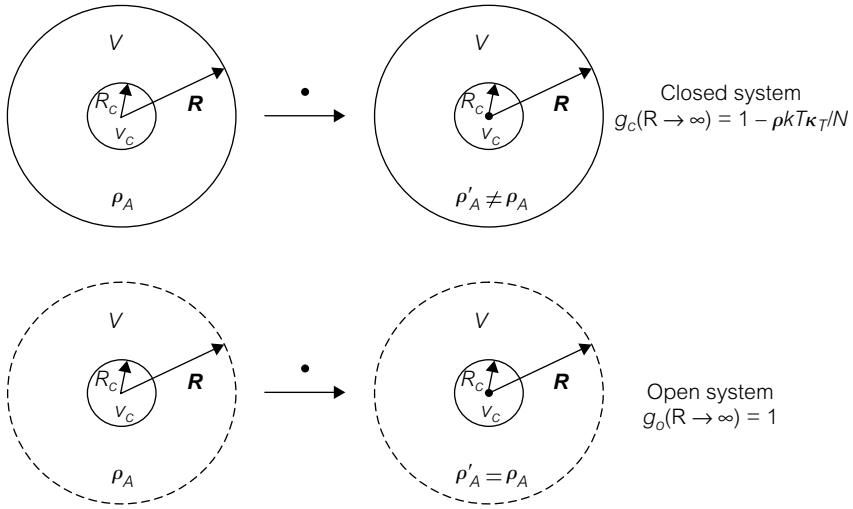 V
V
R_c
R
v_c
ρ_A
R_c
R
v_c
ρ'_A ≠ ρ_A
Closed system
g_c(R → ∞) = 1 – ρkTκ_T/N
V
V
R_c
R
v_c
ρ_A
R_c
R
v_c
ρ'_A = ρ_A
Open system
g_o(R → ∞) = 1